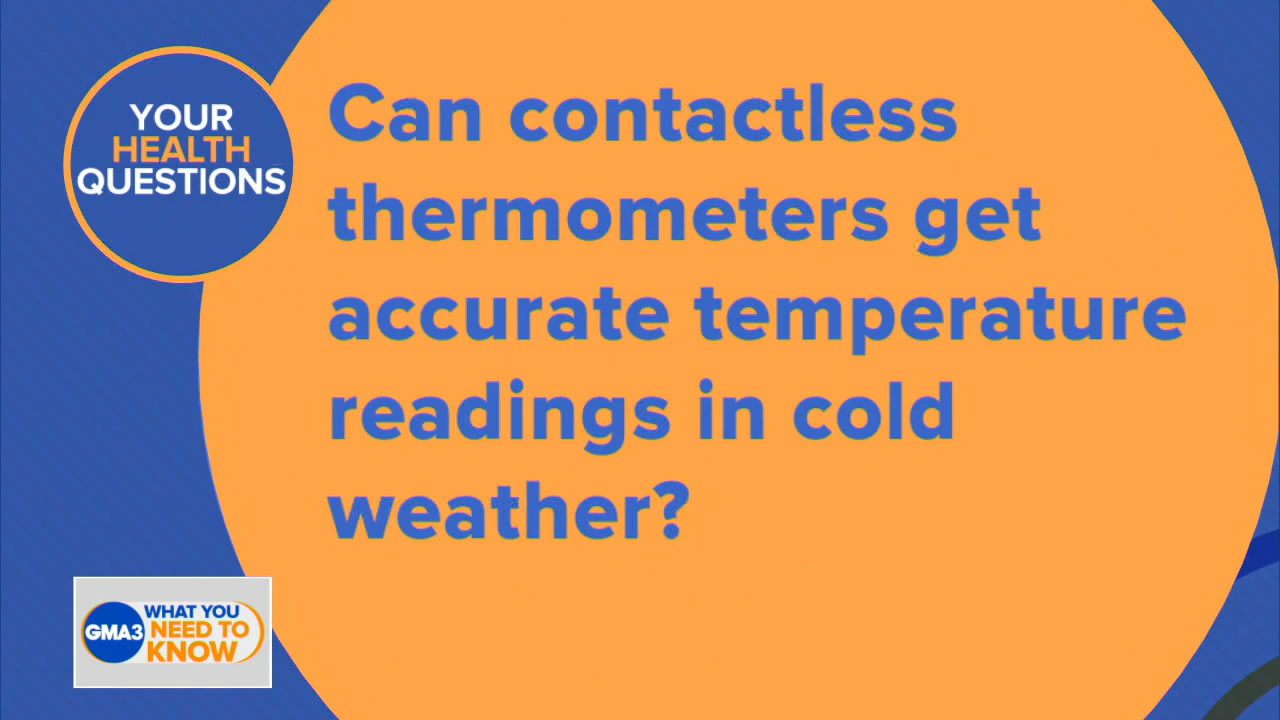 YOUR
HEALTH
QUESTIONS
Can contactless
thermometers get
accurate temperature
readings in cold
weather?
GMA3
WHAT YOU
NEED TO
KNOW